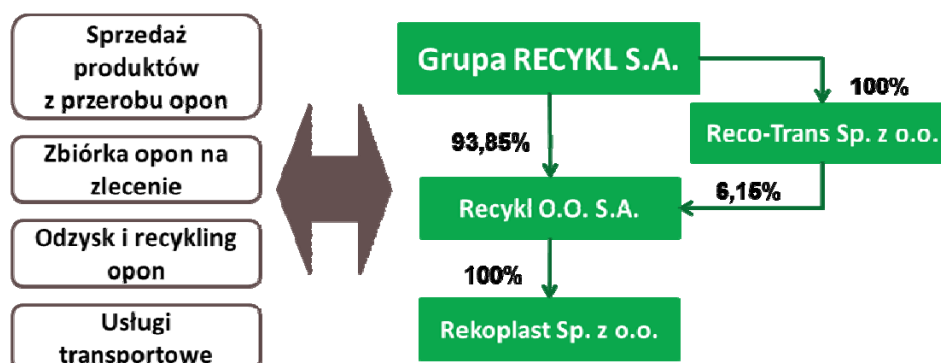 Sprzedaż
produktów
z przerobu opon
Zbiórka opon na
zlecenie
Odzysk i recykling
opon
Usługi
transportowe
Grupa RECYKL S.A.
100%
Reco-Trans Sp. z o.o.
93,85%
6,15%
Recykl O.O. S.A.
100%
Rekoplast Sp. z o.o.